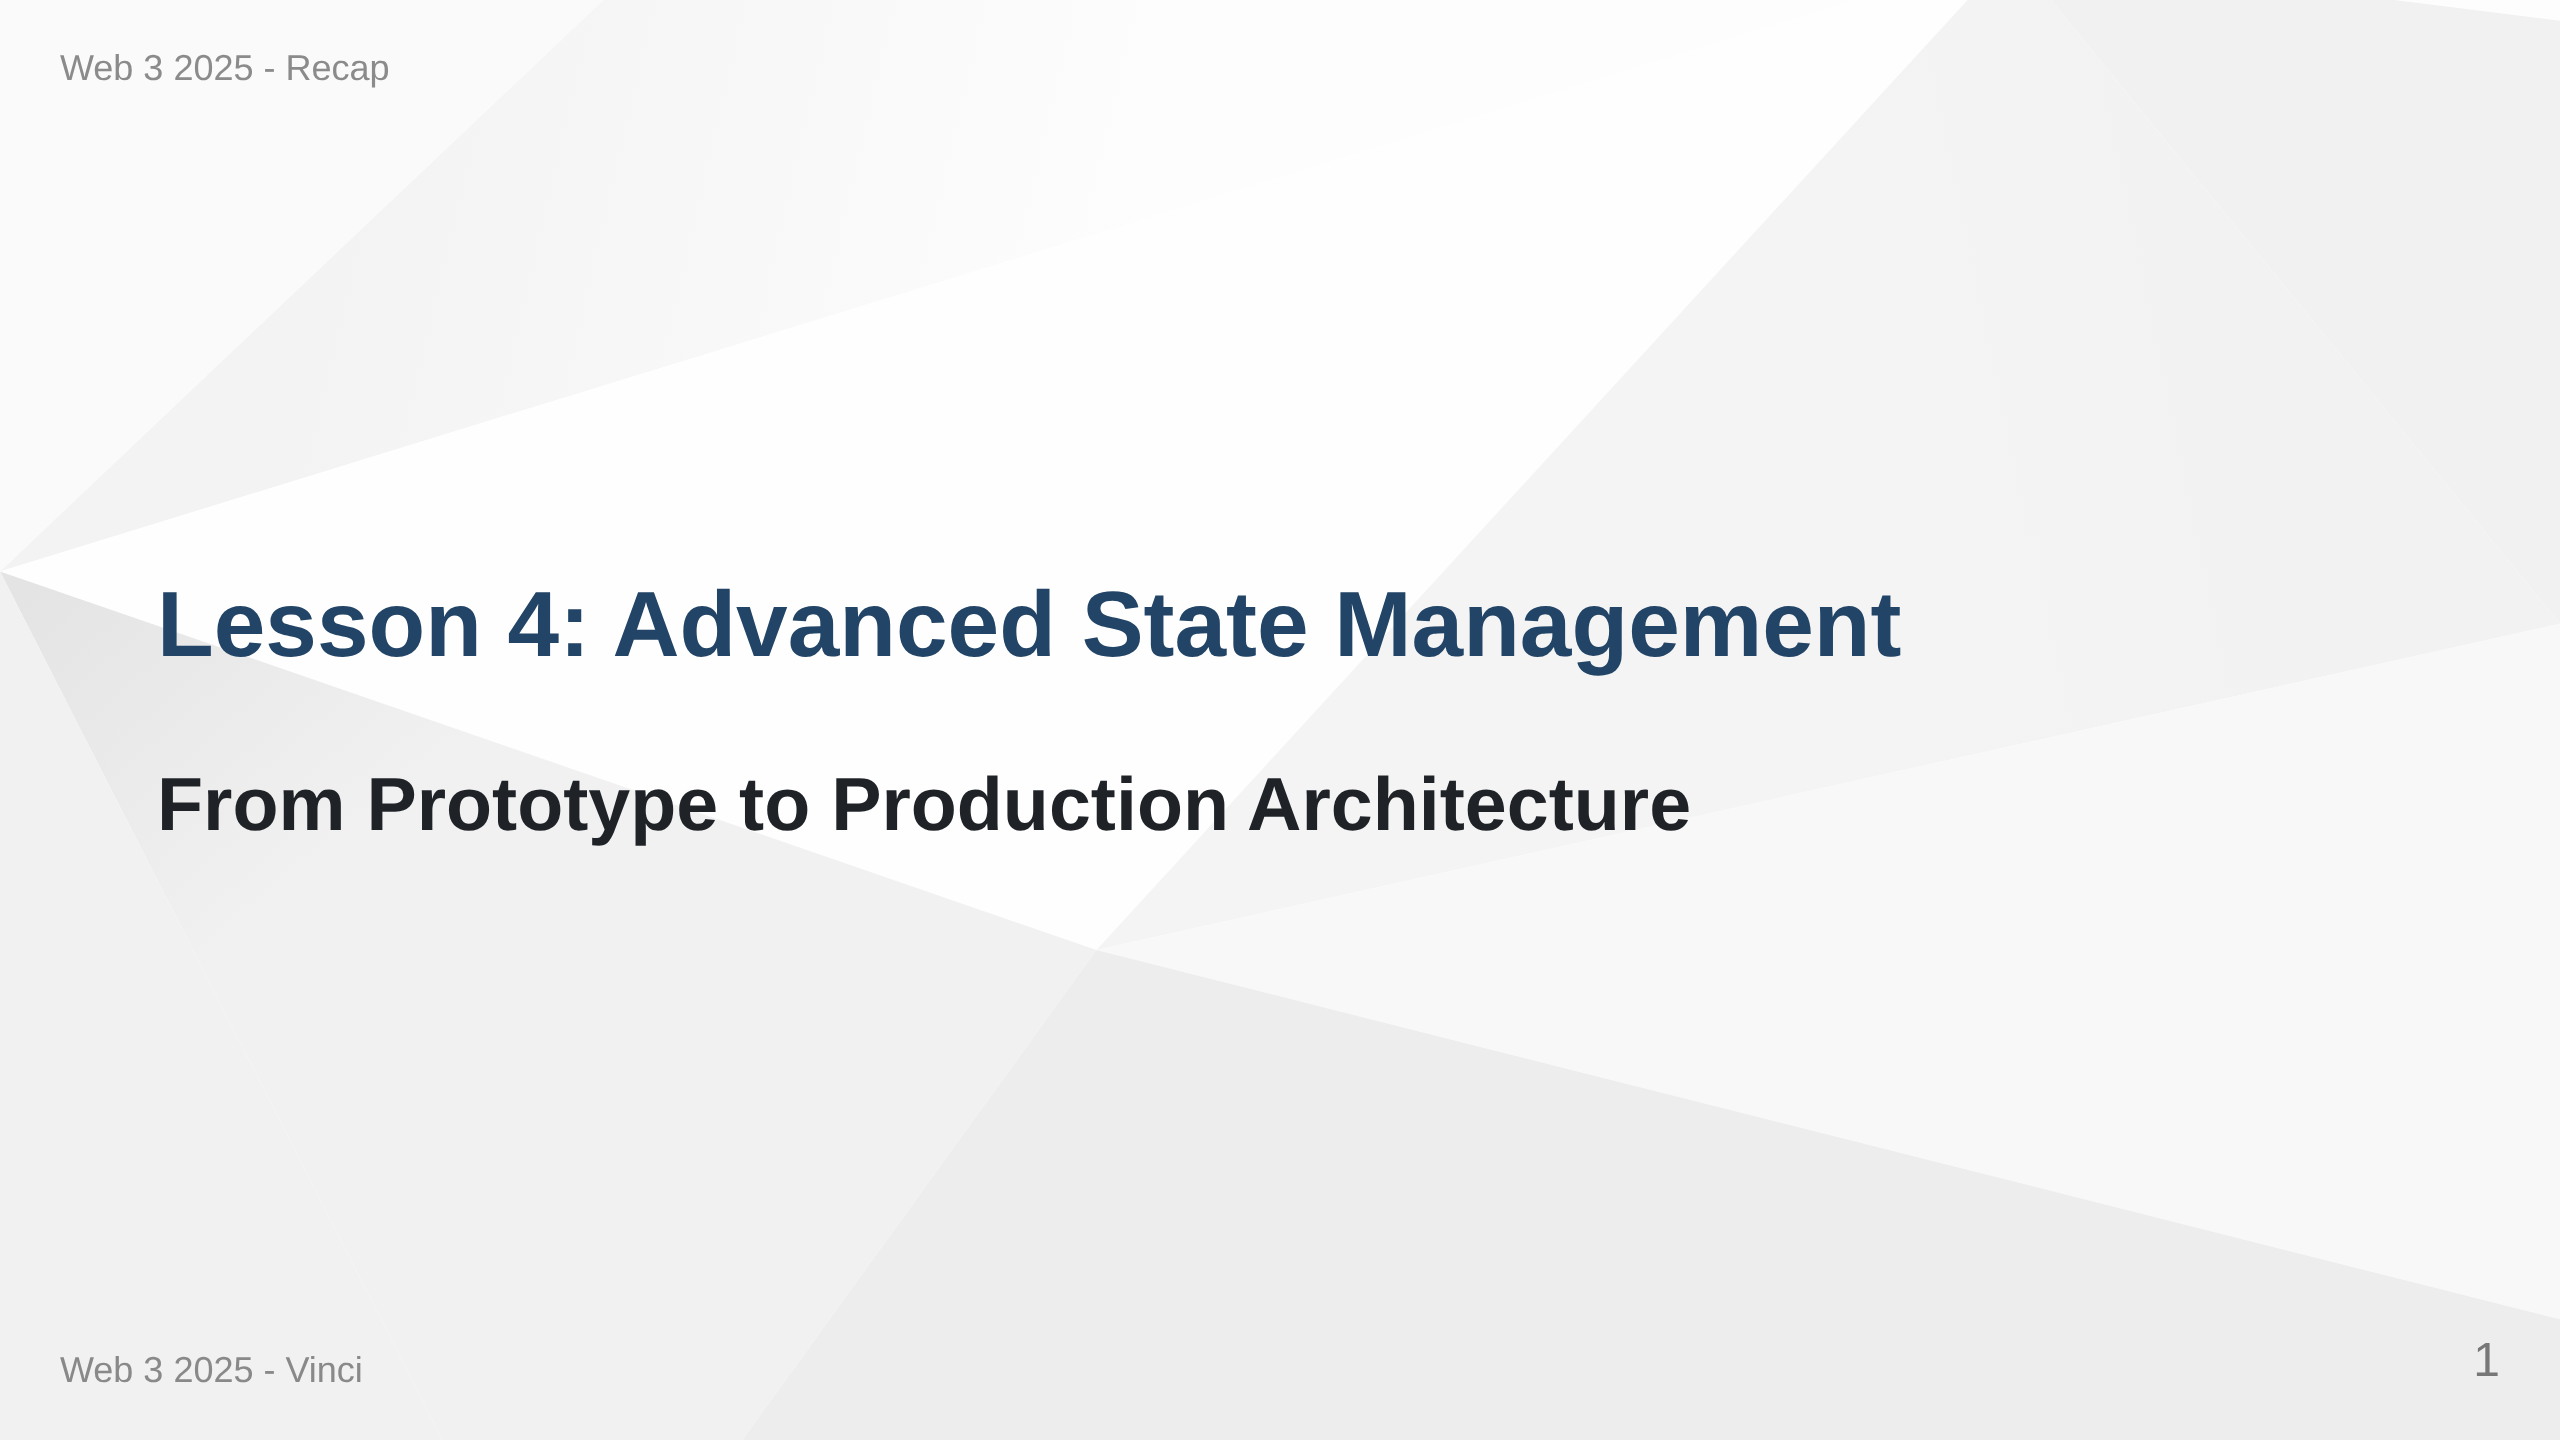 Web 3 2025 - Recap
Lesson 4: Advanced State Management
From Prototype to Production Architecture
Web 3 2025 - Vinci
1